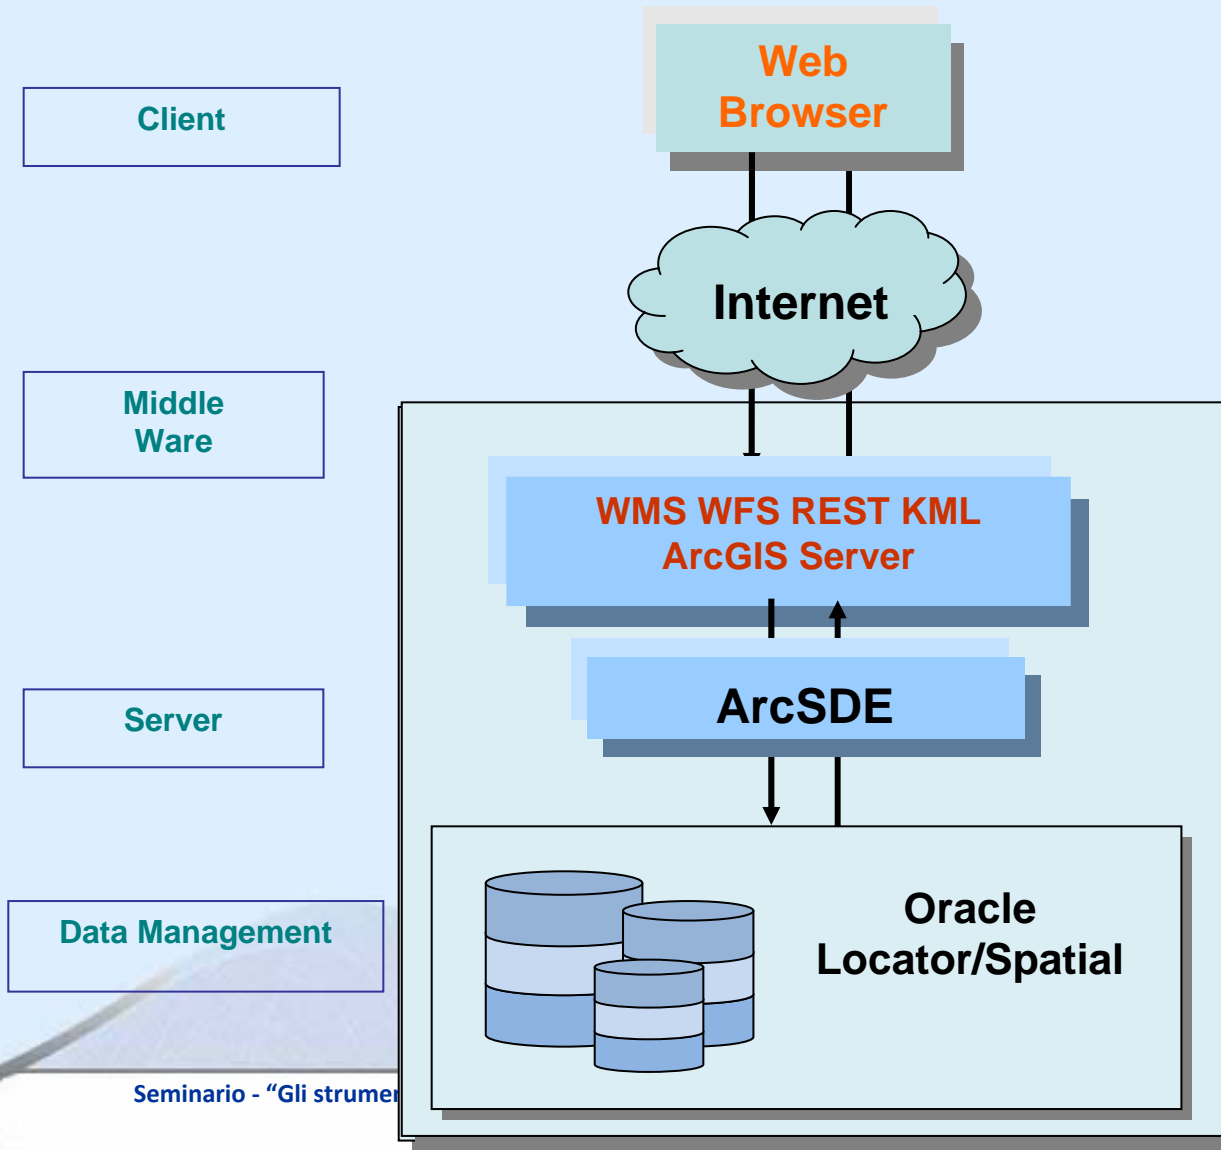 Web
Browser
Client
Internet
Middle
Ware
WMS WFS REST KML
ArcGIS Server
Server
ArcSDE
Data Management
Oracle
Locator/Spatial
Seminario - “Gli